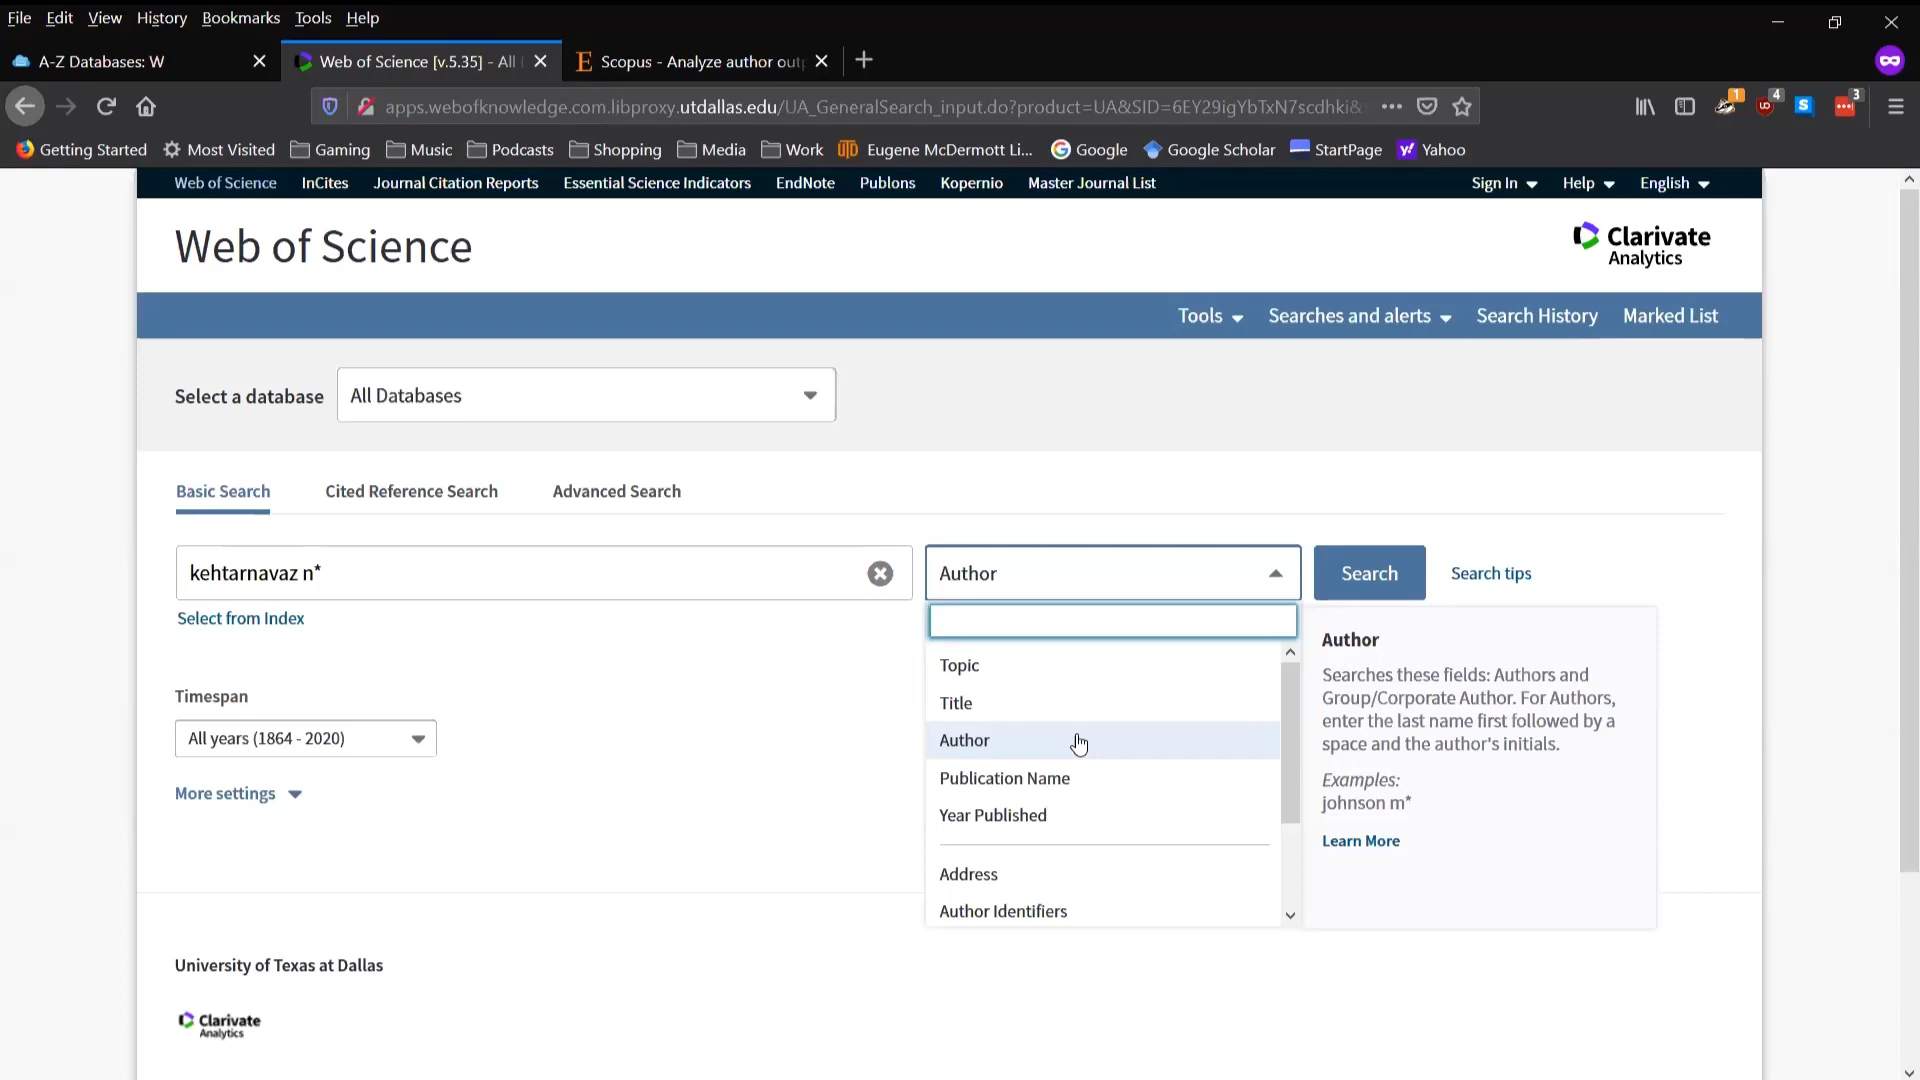 File Edit View History Bookmarks Tools Help
A-Z Databases: W
Web of Science [v.5.35] - All
Scopus - Analyze author outp
apps.webofknowledge.com.libproxy.utdallas.edu/UA_GeneralSearch_input.do?product=UA&SID=6EY29igYbTxN7scdhki&
1
4
3
Getting Started Most Visited Gaming Music Podcasts Shopping Media Work Eugene McDermott Li... Google Google Scholar StartPage Yahoo
Web of Science InCites Journal Citation Reports Essential Science Indicators EndNote Publons Kopernio Master Journal List Sign In Help English
Web of Science
Clarivate
Analytics
Tools Searches and alerts Search History Marked List
Select a database All Databases
Basic Search Cited Reference Search Advanced Search
kehtarnavaz n* Author Search Search tips
Select from Index
Timespan
All years (1864 - 2020)
More settings
Topic
Title
Author
Publication Name
Year Published
Address
Author Identifiers
Author
Searches these fields: Authors and
Group/Corporate Author. For Authors,
enter the last name first followed by a
space and the author's initials.
Examples:
johnson m*
Learn More
University of Texas at Dallas
Clarivate
Analytics